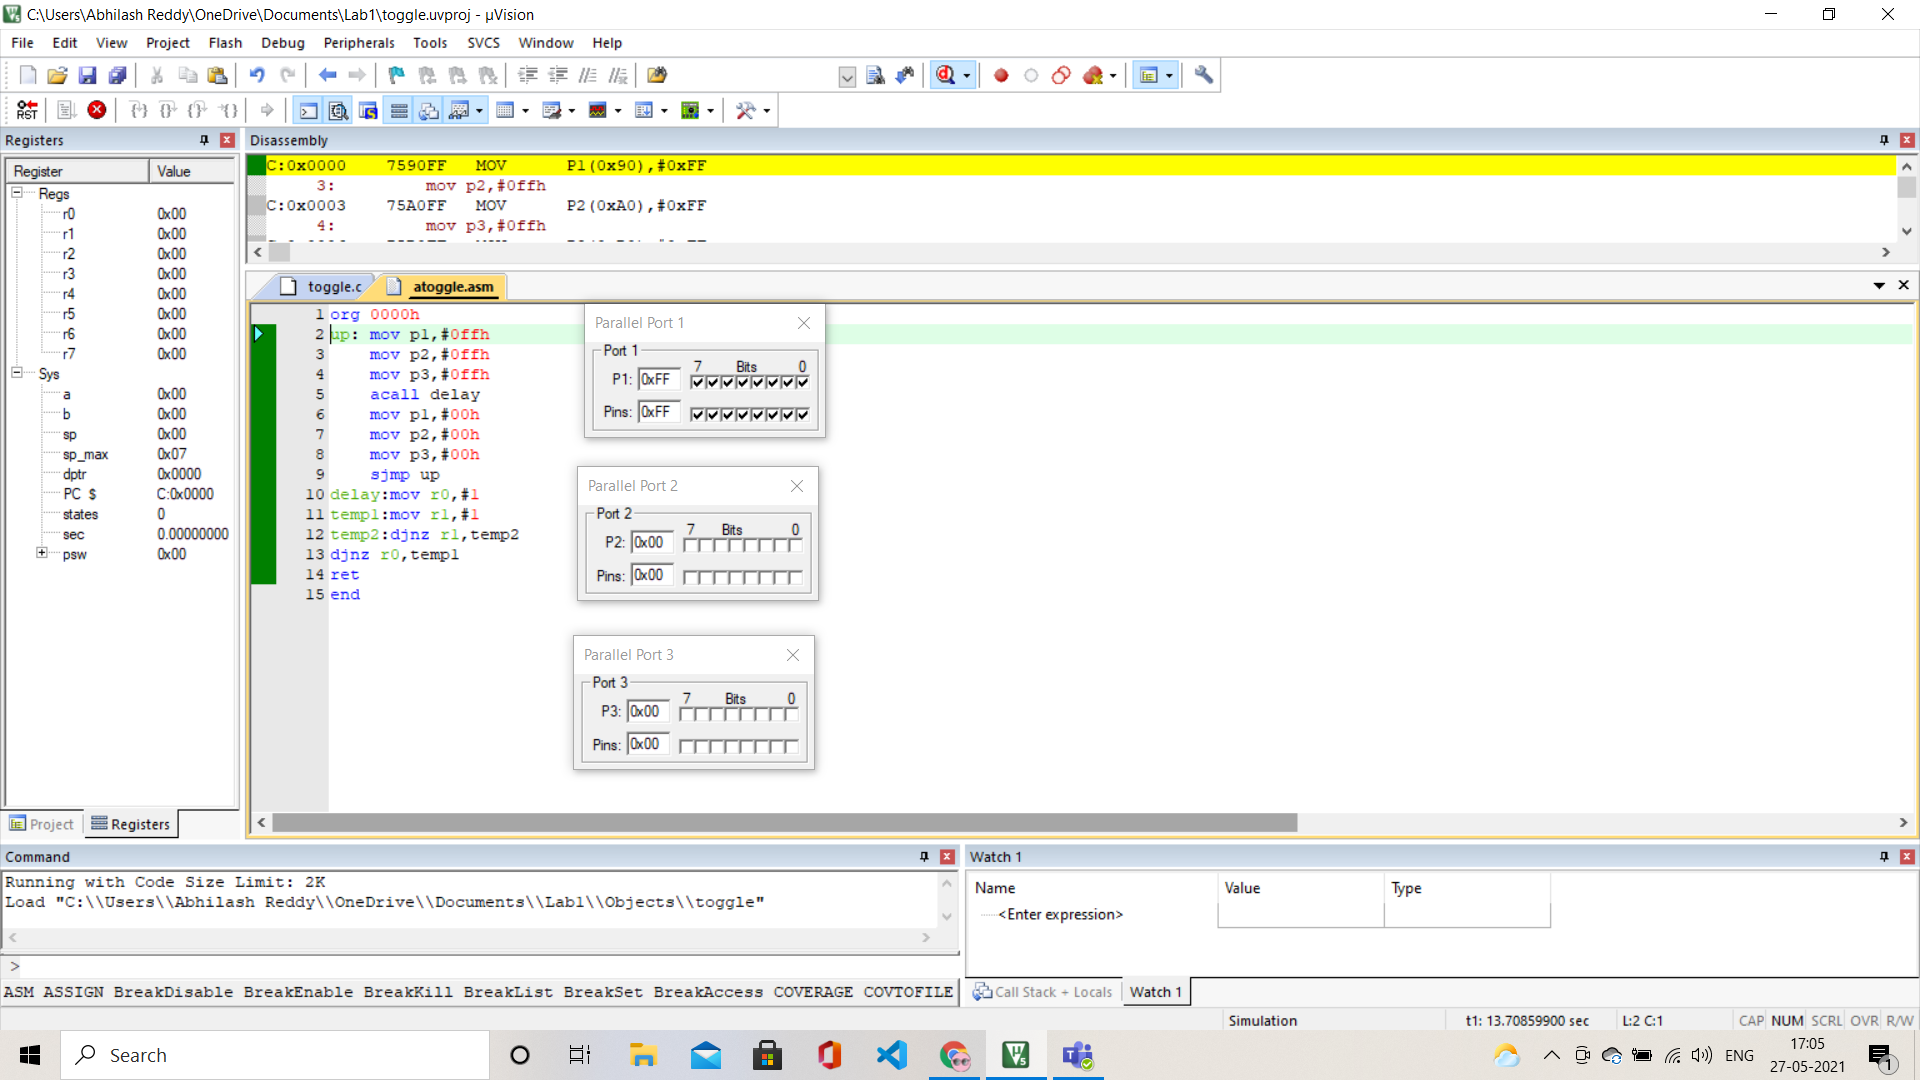 C:\Users\Abhilash Reddy\OneDrive\Documents\Lab1\toggle.uvproj - µVision
File Edit View Project Flash Debug Peripherals Tools SVCS Window Help
RST
Registers
Register Value
Regs
r0 0x00
r1 0x00
r2 0x00
r3 0x00
r4 0x00
r5 0x00
r6 0x00
r7 0x00
Sys
a 0x00
b 0x00
sp 0x00
sp_max 0x07
dptr 0x0000
PC $ C:0x0000
states 0
sec 0.00000000
psw 0x00
Project Registers
Disassembly
C:0x0000 7590FF MOV P1(0x90),#0xFF
3: mov p2,#0ffh
C:0x0003 75A0FF MOV P2(0xA0),#0xFF
4: mov p3,#0ffh
toggle.c atoggle.asm
1 org 0000h
2 up: mov p1,#0ffh
3 mov p2,#0ffh
4 mov p3,#0ffh
5 acall delay
6 mov p1,#00h
7 mov p2,#00h
8 mov p3,#00h
9 sjmp up
10 delay:mov r0,#1
11 temp1:mov r1,#1
12 temp2:djnz r1,temp2
13 djnz r0,temp1
14 ret
15 end
Parallel Port 1
Port 1
7 Bits 0
P1: 0xFF
Pins: 0xFF
Parallel Port 2
Port 2
7 Bits 0
P2: 0x00
Pins: 0x00
Parallel Port 3
Port 3
7 Bits 0
P3: 0x00
Pins: 0x00
Command
Running with Code Size Limit: 2K
Load "C:\\Users\\Abhilash Reddy\\OneDrive\\Documents\\Lab1\\Objects\\toggle"
>
ASM ASSIGN BreakDisable BreakEnable BreakKill BreakList BreakSet BreakAccess COVERAGE COVTOFILE
Watch 1
Name Value Type
<Enter expression>
Call Stack + Locals Watch 1
Simulation t1: 13.70859900 sec L:2 C:1 CAP NUM SCRL OVR R/W
Search
ENG
17:05
27-05-2021
1